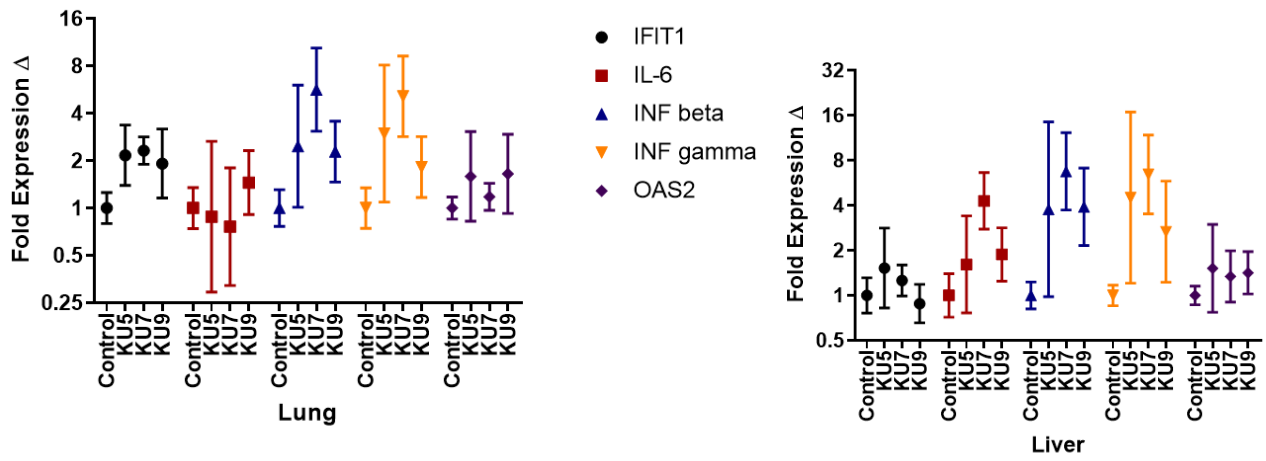 16
8
4
2
1
0.5
0.25
Fold Expression Δ
Control
KU5
KU7
KU9
Control
KU5
KU7
KU9
Control
KU5
KU7
KU9
Control
KU5
KU7
KU9
Control
KU5
KU7
KU9
Lung
IFIT1
IL-6
INF beta
INF gamma
OAS2
32
16
8
4
2
1
0.5
Fold Expression Δ
Control
KU5
KU7
KU9
Control
KU5
KU7
KU9
Control
KU5
KU7
KU9
Control
KU5
KU7
KU9
Control
KU5
KU7
KU9
Liver